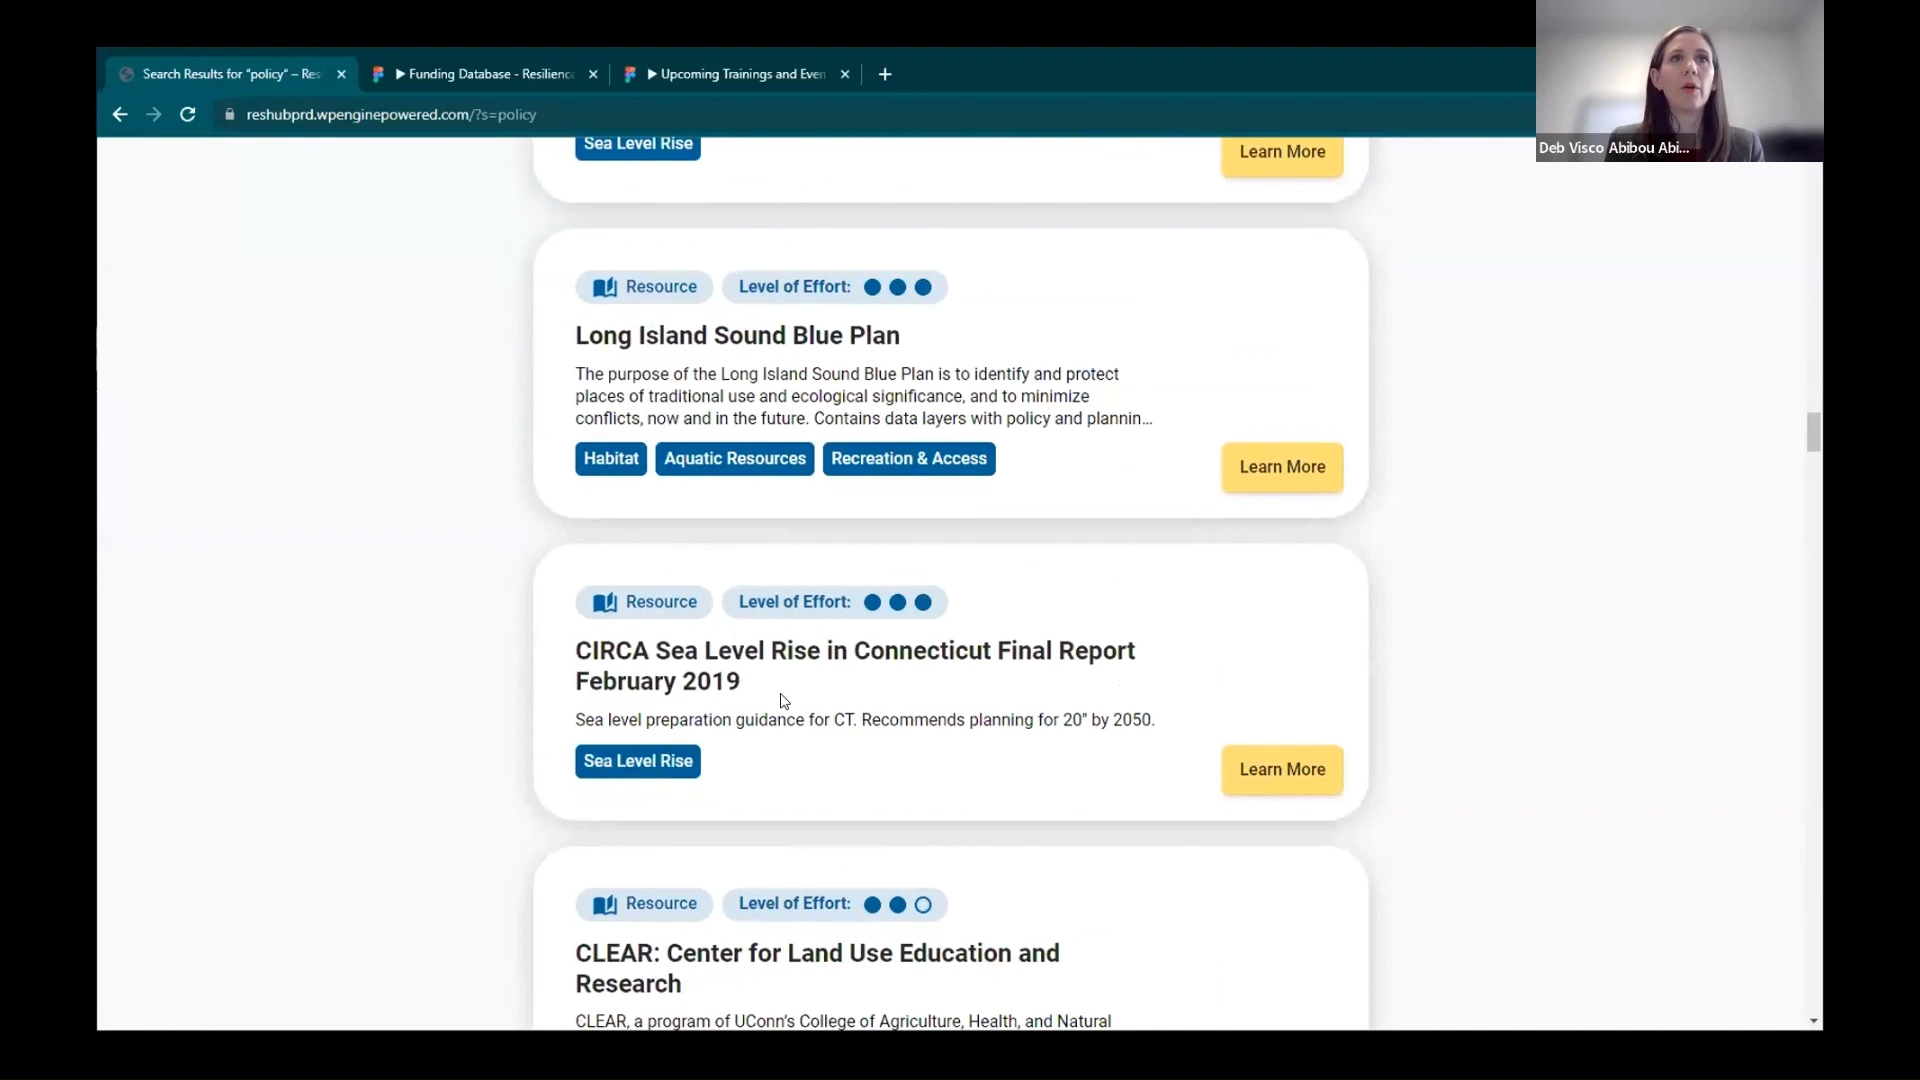 Search Results for "policy" – Res
Funding Database - Resilienc
Upcoming Trainings and Even
reshubprd.wpenginepowered.com/?s=policy
Deb Visco Abibou Abi...
Sea Level Rise
Learn More
Resource
Level of Effort:
Long Island Sound Blue Plan
The purpose of the Long Island Sound Blue Plan is to identify and protect
places of traditional use and ecological significance, and to minimize
conflicts, now and in the future. Contains data layers with policy and plannin...
Habitat
Aquatic Resources
Recreation & Access
Learn More
Resource
Level of Effort:
CIRCA Sea Level Rise in Connecticut Final Report
February 2019
Sea level preparation guidance for CT. Recommends planning for 20" by 2050.
Sea Level Rise
Learn More
Resource
Level of Effort:
CLEAR: Center for Land Use Education and
Research
CLEAR, a program of UConn's College of Agriculture, Health, and Natural